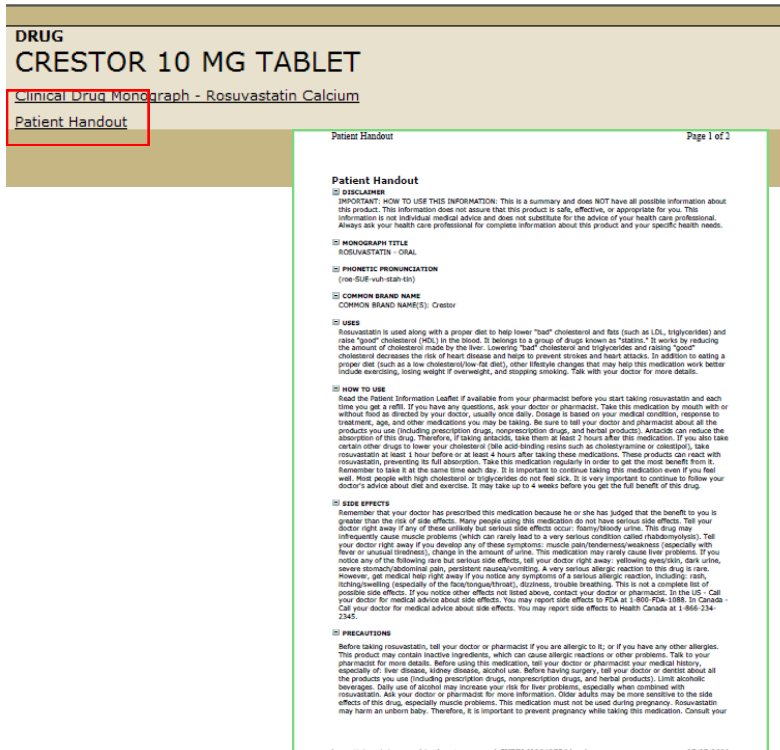 DRUG
CRESTOR 10 MG TABLET
Clinical Drug Monograph - Rosuvastatin Calcium
Patient Handout
Patient Handout Page 1 of 2
Patient Handout
DISCLAIMER
IMPORTANT: HOW TO USE THIS INFORMATION: This is a summary and does NOT have all possible information about
this product. This information does not assure that this product is safe, effective, or appropriate for you. This
information is not individual medical advice and does not substitute for the advice of your health care professional.
Always ask your health care professional for complete information about this product and your specific health needs.
MONOGRAPH TITLE
ROSUVASTATIN - ORAL
PHONETIC PRONUNCIATION
(roe-SUE-vuh-stah-tin)
COMMON BRAND NAME
COMMON BRAND NAME(S): Crestor
USES
Rosuvastatin is used along with a proper diet to help lower "bad" cholesterol and fats (such as LDL, triglycerides) and
raise "good" cholesterol (HDL) in the blood. It belongs to a group of drugs known as "statins." It works by reducing
the amount of cholesterol made by the liver. Lowering "bad" cholesterol and triglycerides and raising "good"
cholesterol decreases the risk of heart disease and helps to prevent strokes and heart attacks. In addition to eating a
proper diet (such as a low cholesterol/low-fat diet), other lifestyle changes that may help this medication work better
include exercising, losing weight if overweight, and stopping smoking. Talk with your doctor for more details.
HOW TO USE
Read the Patient Information Leaflet if available from your pharmacist before you start taking rosuvastatin and each
time you get a refill. If you have any questions, ask your doctor or pharmacist. Take this medication by mouth with or
without food as directed by your doctor, usually once daily. Dosage is based on your medical condition, response to
treatment, age, and other medications you may be taking. Be sure to tell your doctor and pharmacist about all the
products you use (including prescription drugs, nonprescription drugs, and herbal products). Antacids can reduce the
absorption of this drug. Therefore, if taking antacids, take them at least 2 hours after this medication. If you also take
certain other drugs to lower your cholesterol (bile acid-binding resins such as cholestyramine or colestipol), take
rosuvastatin at least 1 hour before or at least 4 hours after taking these medications. These products can react with
rosuvastatin, preventing its full absorption. Take this medication regularly in order to get the most benefit from it.
Remember to take it at the same time each day. It is important to continue taking this medication even if you feel
well. Most people with high cholesterol or triglycerides do not feel sick. It is very important to continue to follow your
doctor's advice about diet and exercise. It may take up to 4 weeks before you get the full benefit of this drug.
SIDE EFFECTS
Remember that your doctor has prescribed this medication because he or she has judged that the benefit to you is
greater than the risk of side effects. Many people using this medication do not have serious side effects. Tell your
doctor right away if any of these unlikely but serious side effects occur: foamy/bloody urine. This drug may
infrequently cause muscle problems (which can rarely lead to a very serious condition called rhabdomyolysis). Tell
your doctor right away if you develop any of these symptoms: muscle pain/tenderness/weakness (especially with
fever or unusual tiredness), change in the amount of urine. This medication may rarely cause liver problems. If you
notice any of the following rare but serious side effects, tell your doctor right away: yellowing eyes/skin, dark urine,
severe stomach/abdominal pain, persistent nausea/vomiting. A very serious allergic reaction to this drug is rare.
However, get medical help right away if you notice any symptoms of a serious allergic reaction, including: rash,
itching/swelling (especially of the face/tongue/throat), dizziness, trouble breathing. This is not a complete list of
possible side effects. If you notice other effects not listed above, contact your doctor or pharmacist. In the US - Call
your doctor for medical advice about side effects. You may report side effects to FDA at 1-800-FDA-1088. In Canada -
Call your doctor for medical advice about side effects. You may report side effects to Health Canada at 1-866-234-
2345.
PRECAUTIONS
Before taking rosuvastatin, tell your doctor or pharmacist if you are allergic to it; or if you have any other allergies.
This product may contain inactive ingredients, which can cause allergic reactions or other problems. Talk to your
pharmacist for more details. Before using this medication, tell your doctor or pharmacist your medical history,
especially of: liver disease, kidney disease, alcohol use. Before having surgery, tell your doctor or dentist about all
the products you use (including prescription drugs, nonprescription drugs, and herbal products). Limit alcoholic
beverages. Daily use of alcohol may increase your risk for liver problems, especially when combined with
rosuvastatin. Ask your doctor or pharmacist for more information. Older adults may be more sensitive to the side
effects of this drug, especially muscle problems. This medication must not be used during pregnancy. Rosuvastatin
may harm an unborn baby. Therefore, it is important to prevent pregnancy while taking this medication. Consult your